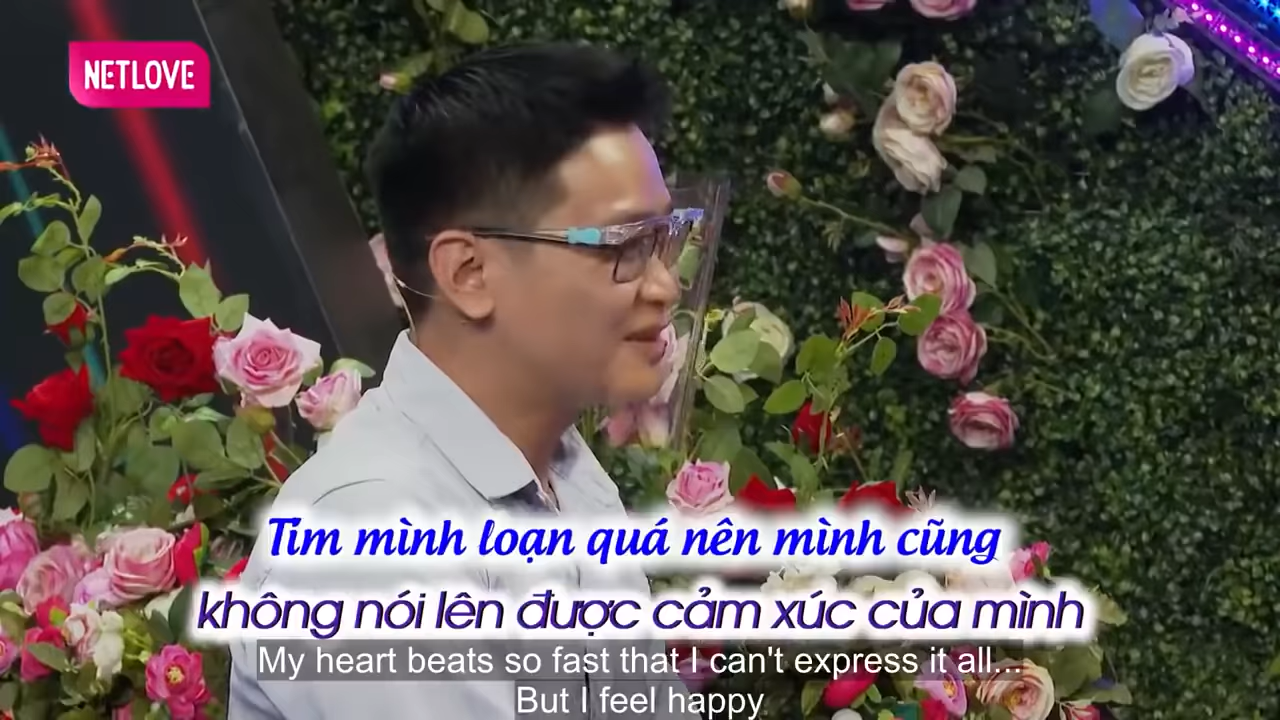 NETLOVE
Tim mình loạn quá nên mình cũng
không nói lên được cảm xúc của mình
My heart beats so fast that I can't express it all...
But I feel happy